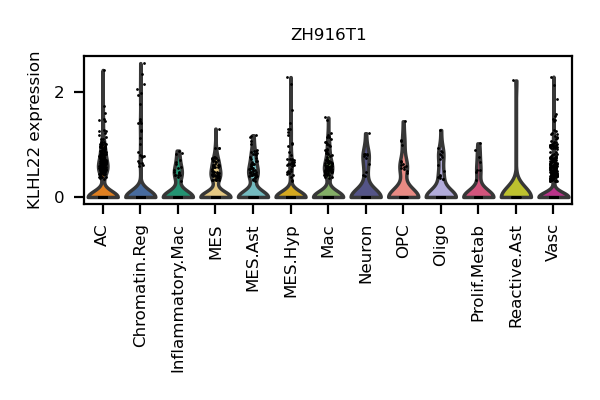 ZH916T1
KLHL22 expression
2
0
AC
Chromatin.Reg
Inflammatory.Mac
MES
MES.Ast
MES.Hyp
Mac
Neuron
OPC
Oligo
Prolif.Metab
Reactive.Ast
Vasc